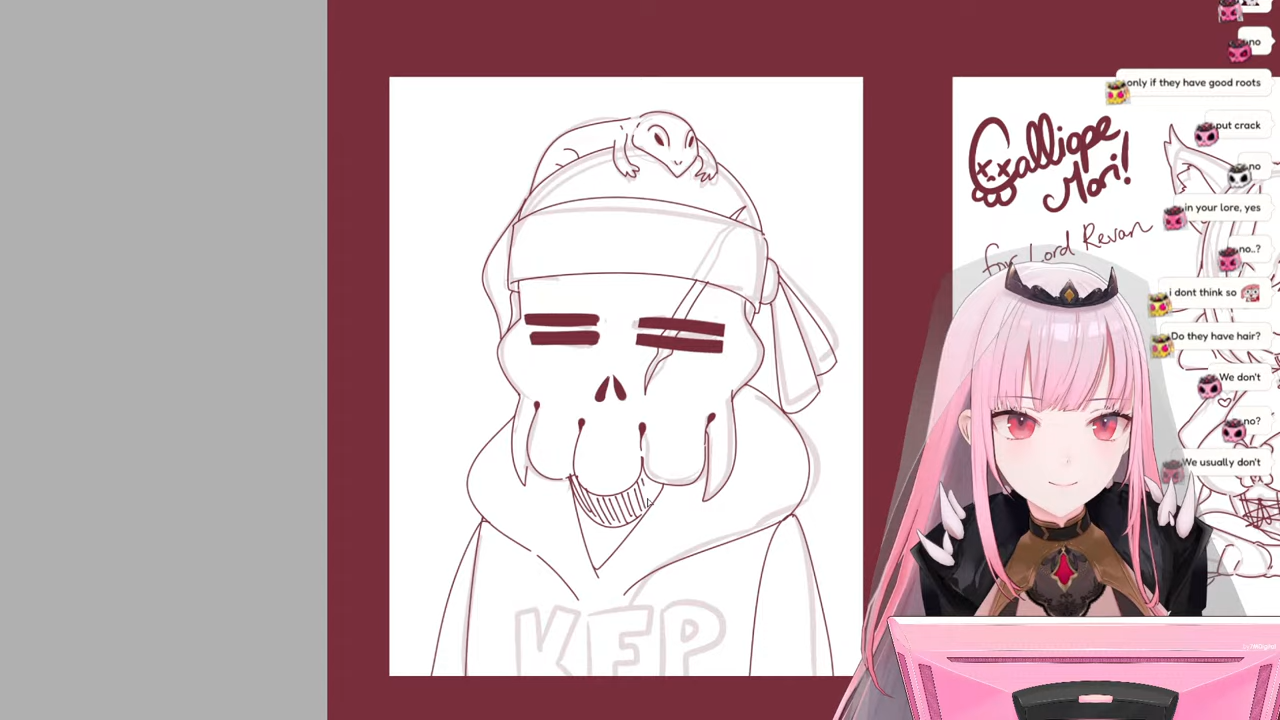 no
only if they have good roots
put crack
no
in your lore, yes
no..?
i dont think so
Do they have hair?
We don't
no?
We usually don't
Calliope
Mori!
for Lord Revan
KFP